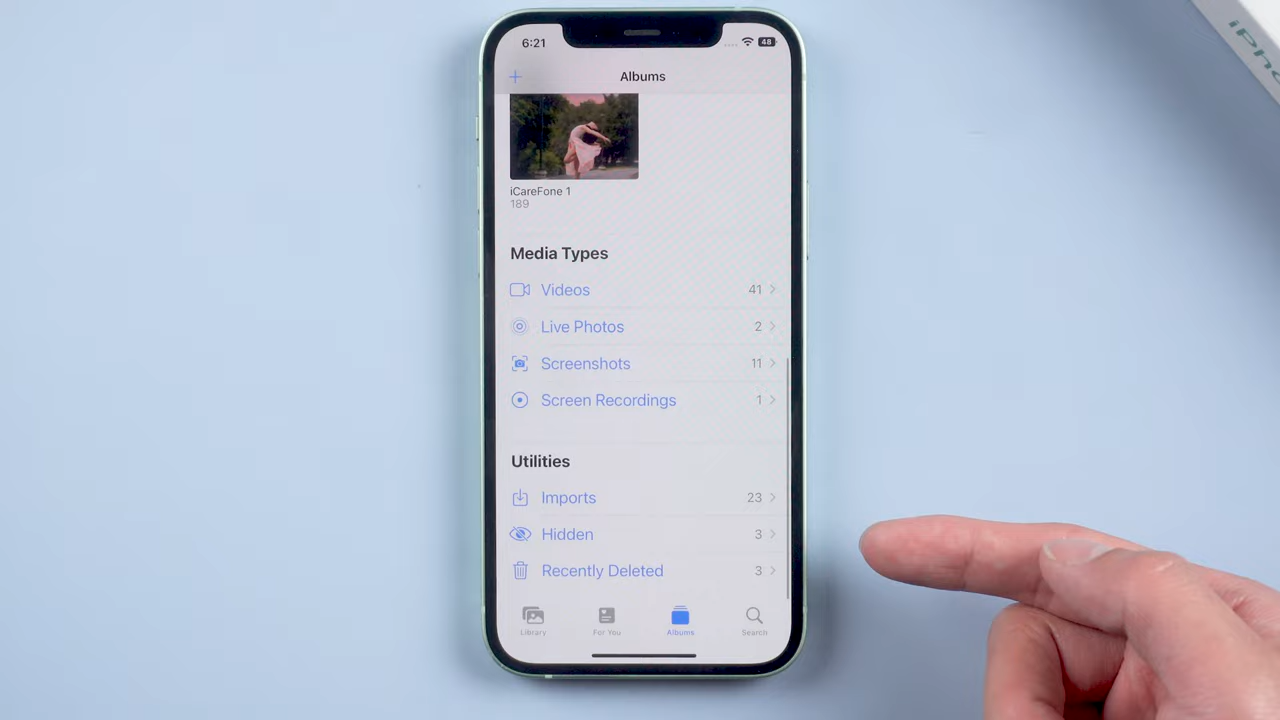 6:21
48
Albums
iCareFone 1
189
Media Types
Videos 41
Live Photos 2
Screenshots 11
Screen Recordings 1
Utilities
Imports 23
Hidden 3
Recently Deleted 3
Library For You Albums Search